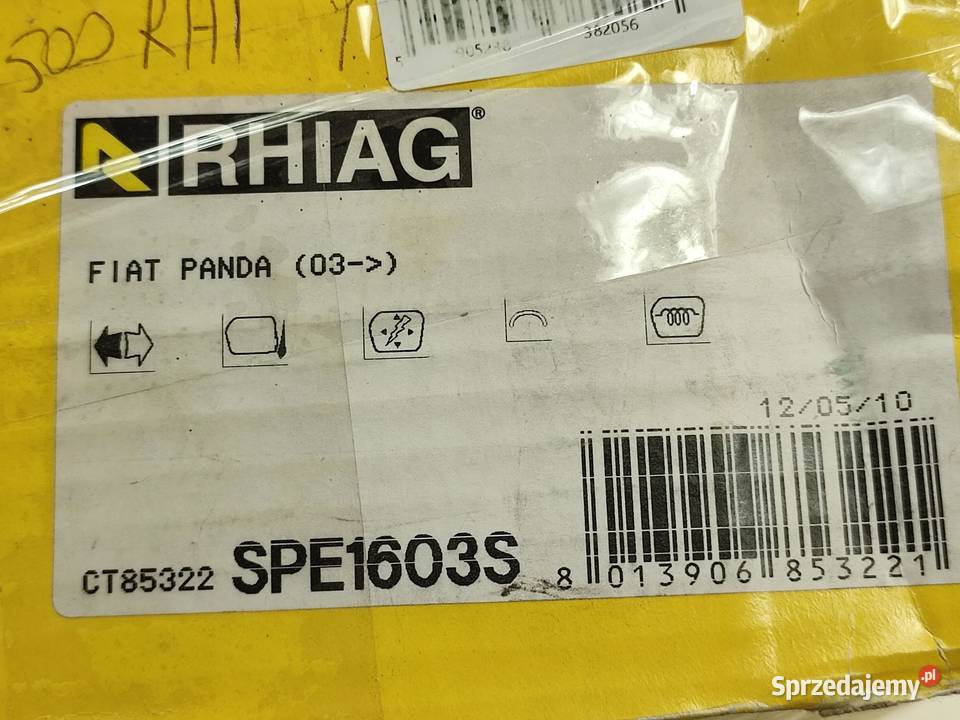 382056
RHIAG®
FIAT PANDA (03->)
12/05/10
CT85322 SPE1603S
8 013906 853221
Sprzedajemy.pl